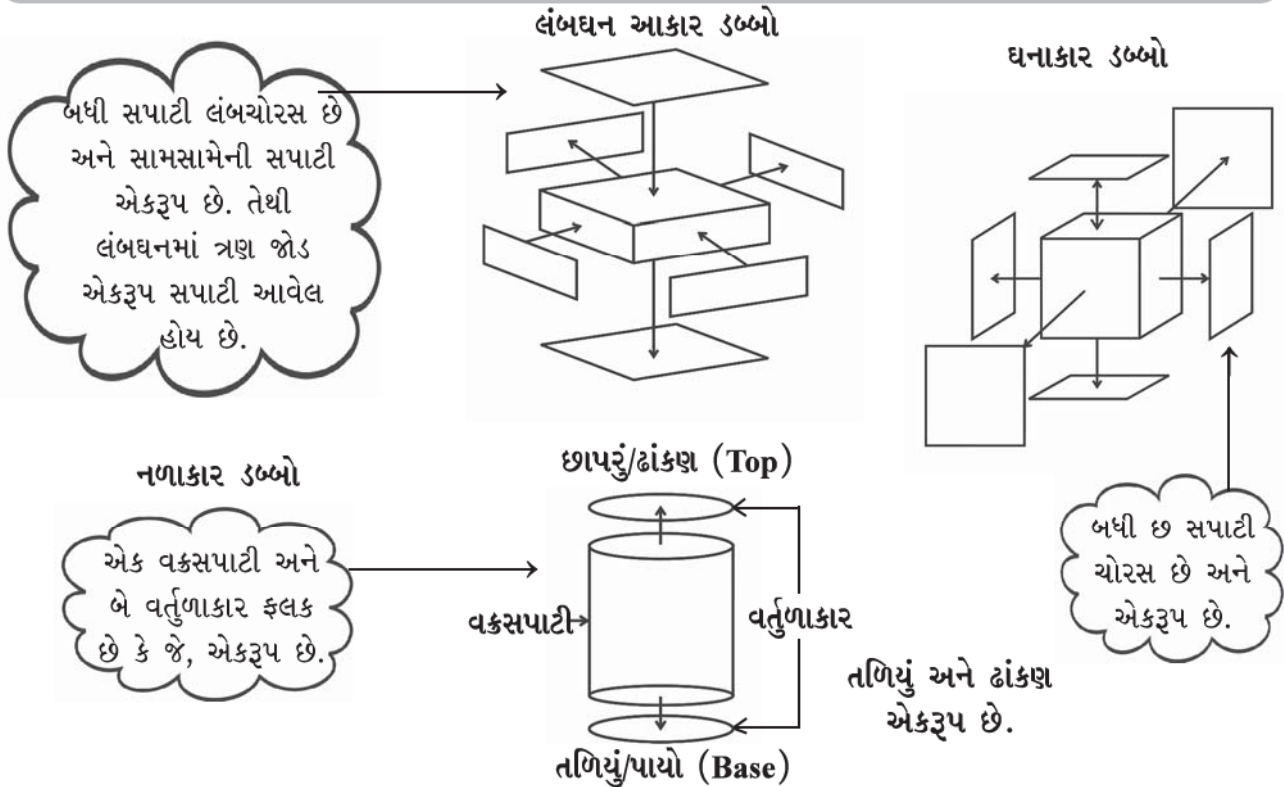 લંબઘન આકાર ડબ્બો
બધી સપાટી લંબચોરસ છે
અને સામસામેની સપાટી
એકરૂપ છે. તેથી
લંબઘનમાં ત્રણ જોડ
એકરૂપ સપાટી આવેલ
હોય છે.
ઘનાકાર ડબ્બો
બધી છ સપાટી
ચોરસ છે અને
એકરૂપ છે.
નળાકાર ડબ્બો
એક વક્રસપાટી અને
બે વર્તુળાકાર ફલક
છે કે જે, એકરૂપ છે.
છાપરું/ઢાંકણ (Top)
વક્રસપાટી
વર્તુળાકાર
તળિયું/પાયો (Base)
તળિયું અને ઢાંકણ
એકરૂપ છે.